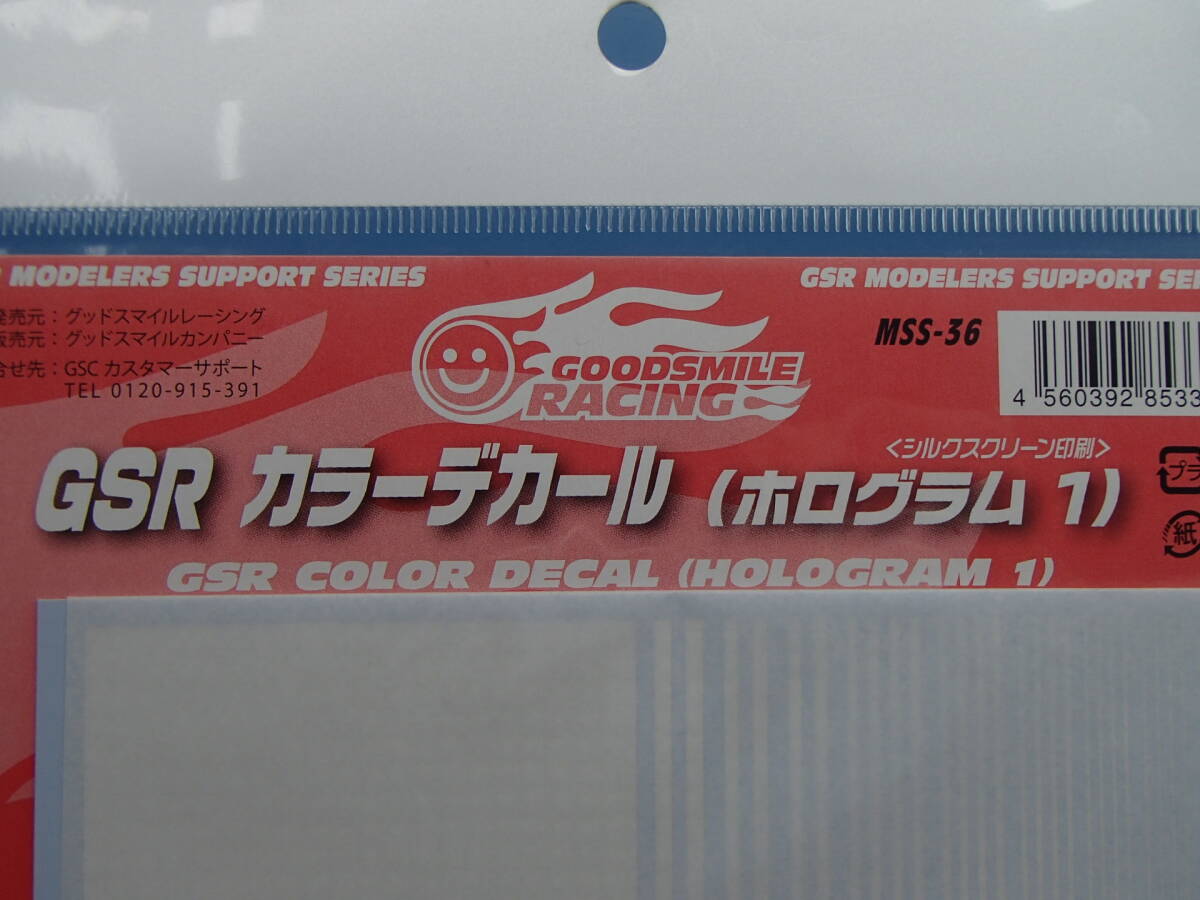 MODELERS SUPPORT SERIES
GSR MODELERS SUPPORT SE
発売元：グッドスマイルレーシング
販売元：グッドスマイルカンパニー
合せ先：GSC カスタマーサポート
TEL 0120-915-391
GOODSMILE
RACING
MSS-36
4 560392 8533
<シルクスクリーン印刷>
GSR カラーデカール (ホログラム 1)
プラ
紙
GSR COLOR DECAL (HOLOGRAM 1)